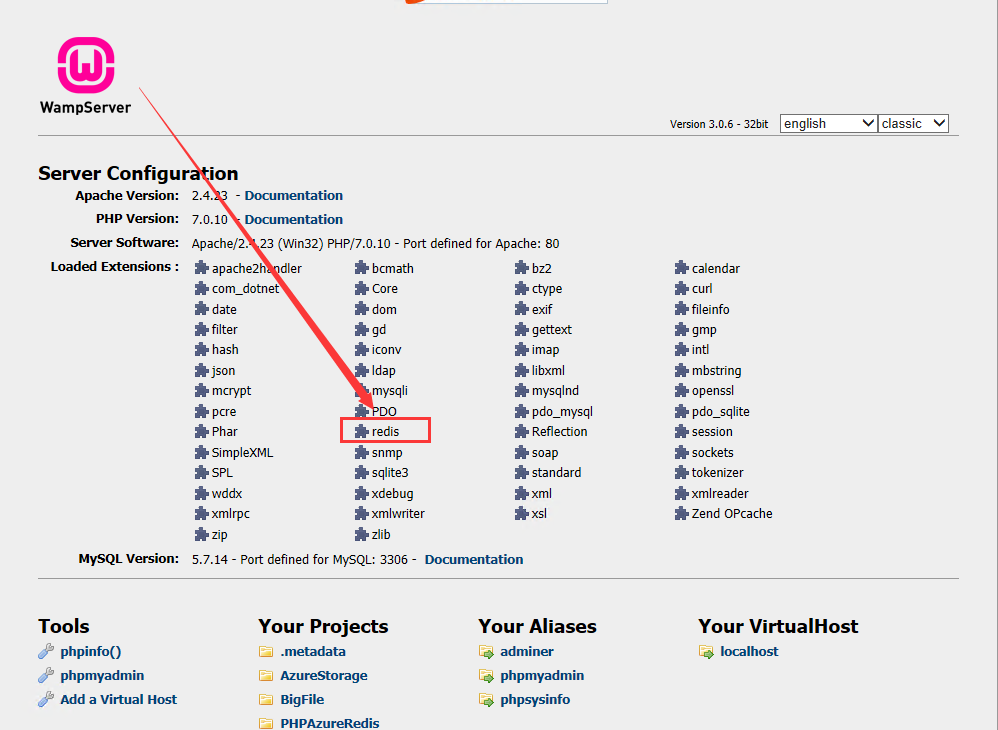 WampServer
Version 3.0.6 - 32bit english classic
Server Configuration
Apache Version: 2.4.23 - Documentation
PHP Version: 7.0.10 - Documentation
Server Software: Apache/2.4.23 (Win32) PHP/7.0.10 - Port defined for Apache: 80
Loaded Extensions : apache2handler bcmath bz2 calendar
com_dotnet Core ctype curl
date dom exif fileinfo
filter gd gettext gmp
hash iconv imap intl
json ldap libxml mbstring
mcrypt mysqli mysqlnd openssl
pcre PDO pdo_mysql pdo_sqlite
Phar redis Reflection session
SimpleXML snmp soap sockets
SPL sqlite3 standard tokenizer
wddx xdebug xml xmlreader
xmlrpc xmlwriter xsl Zend OPcache
zip zlib
MySQL Version: 5.7.14 - Port defined for MySQL: 3306 - Documentation
Tools Your Projects Your Aliases Your VirtualHost
phpinfo() .metadata adminer localhost
phpmyadmin AzureStorage phpmyadmin
Add a Virtual Host BigFile phpsysinfo
PHPAzureRedis